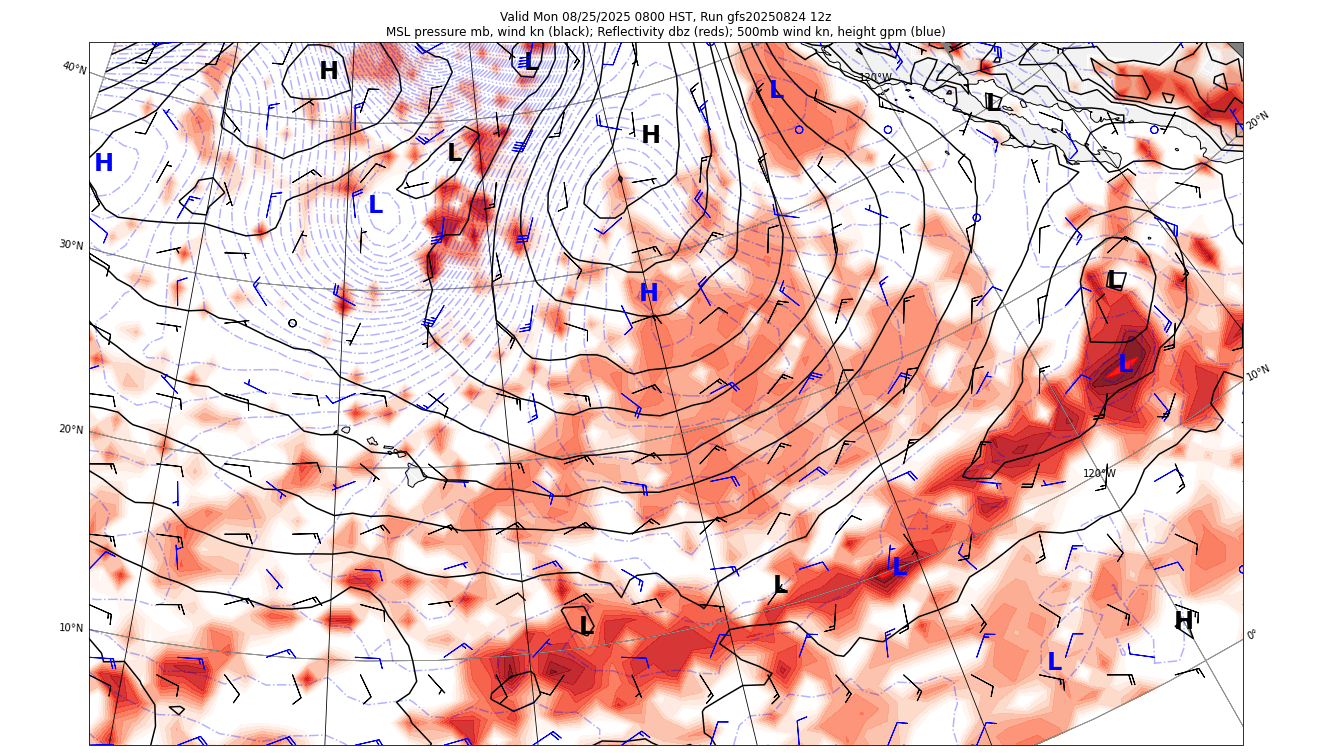 Valid Mon 08/25/2025 0800 HST, Run gfs20250824 12z
MSL pressure mb, wind kn (black); Reflectivity dbz (reds); 500mb wind kn, height gpm (blue)
40°N
H
L
L
120°W
L
20°N
H
L
H
L
30°N
H
L
10°N
L
20°N
120°W
L
L
10°N
L
H
0°
L